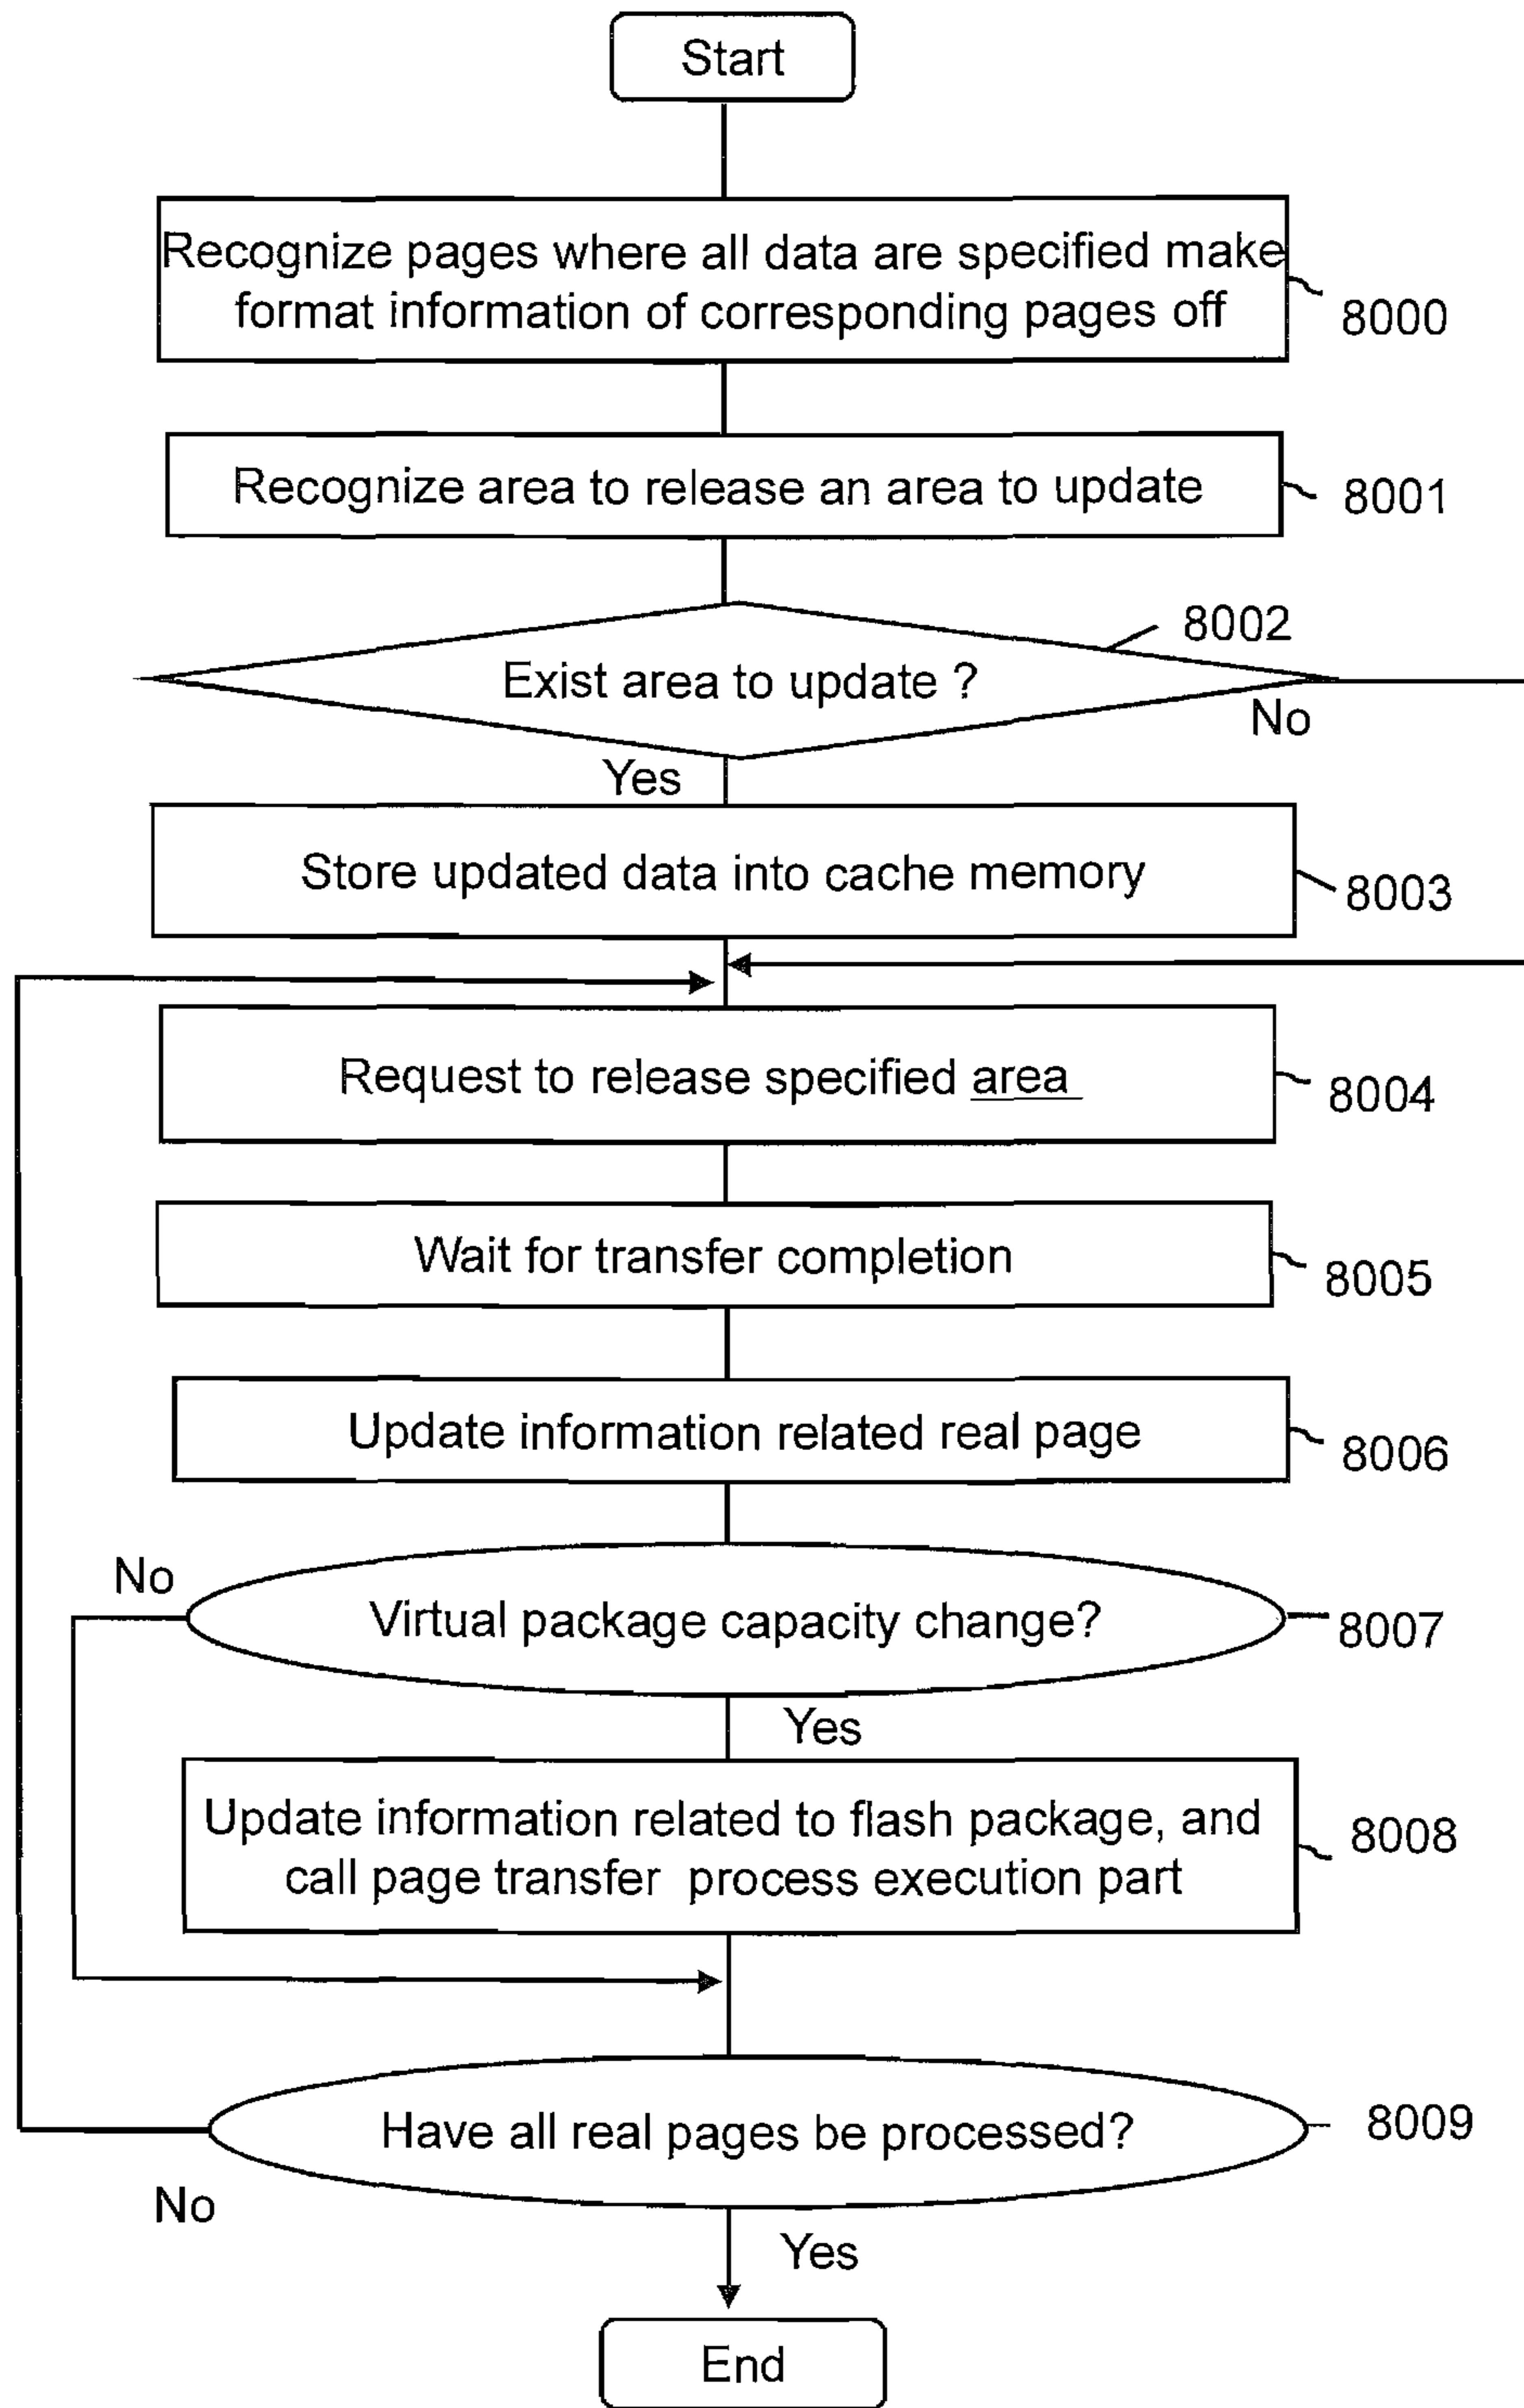 Start
Recognize pages where all data are specified make
format information of corresponding pages off
8000
Recognize area to release an area to update
8001
8002
Exist area to update ?
No
Yes
Store updated data into cache memory
8003
Request to release specified area
8004
Wait for transfer completion
8005
Update information related real page
8006
No
Virtual package capacity change?
8007
Yes
Update information related to flash package, and
call page transfer process execution part
8008
Have all real pages be processed?
8009
No
Yes
End